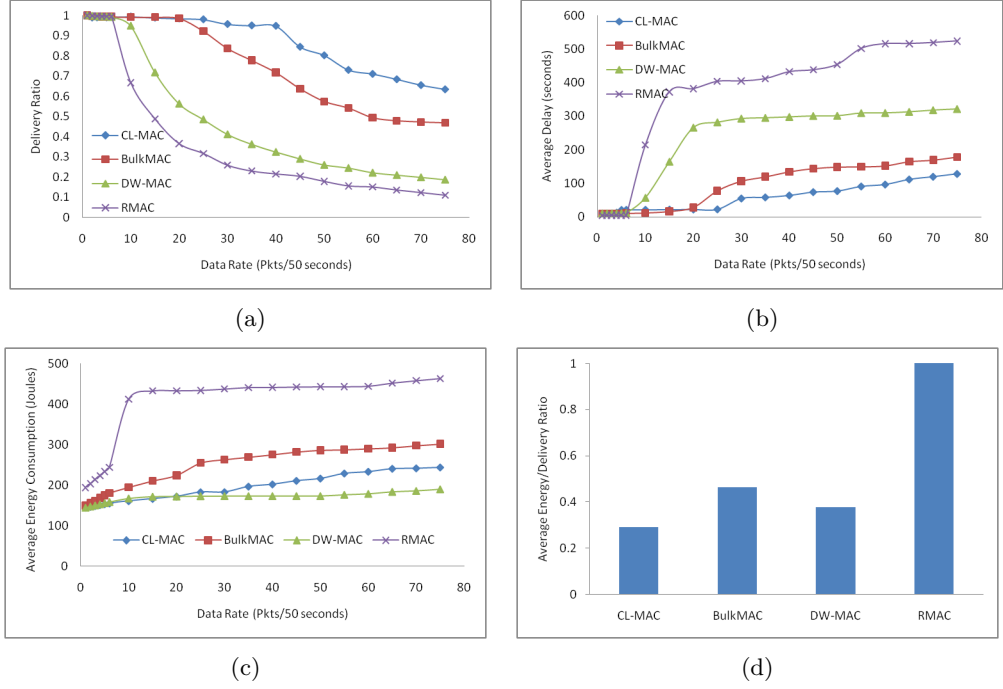 1
0.9
0.8
0.7
0.6
0.5
0.4
0.3
0.2
0.1
0
Delivery Ratio
CL-MAC
BulkMAC
DW-MAC
RMAC
0 10 20 30 40 50 60 70 80
Data Rate (Pkts/50 seconds)
(a)
600
500
400
300
200
100
0
Average Delay (seconds)
CL-MAC
BulkMAC
DW-MAC
RMAC
0 10 20 30 40 50 60 70 80
Data Rate (Pkts/50 seconds)
(b)
500
400
300
200
100
0
Average Energy Consumption (Joules)
CL-MAC BulkMAC DW-MAC RMAC
0 10 20 30 40 50 60 70 80
Data Rate (Pkts/50 seconds)
(c)
1
0.8
0.6
0.4
0.2
0
Average Energy/Delivery Ratio
CL-MAC BulkMAC DW-MAC RMAC
(d)